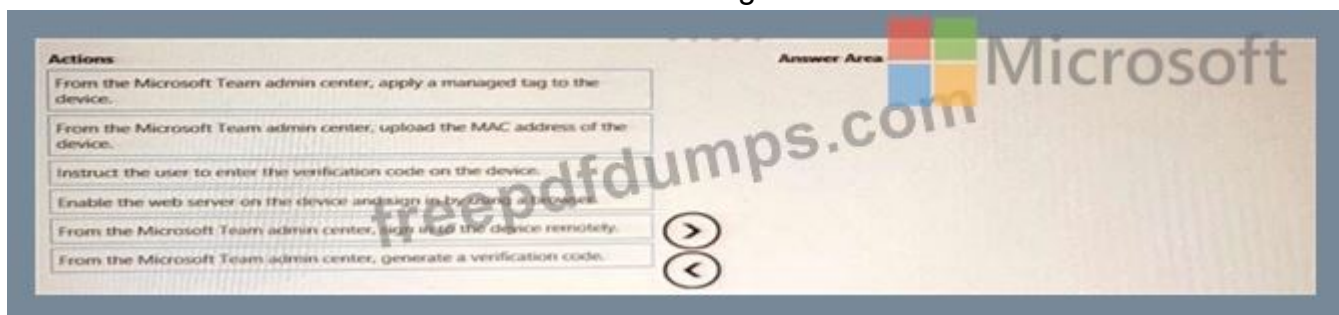 Actions
Answer Area
Microsoft
From the Microsoft Team admin center, apply a managed tag to the
device.
From the Microsoft Team admin center, upload the MAC address of the
device.
Instruct the user to enter the verification code on the device.
Enable the web server on the device and sign in by using a browser.
From the Microsoft Team admin center, sign in to the device remotely.
From the Microsoft Team admin center, generate a verification code.
freepdfdumps.com